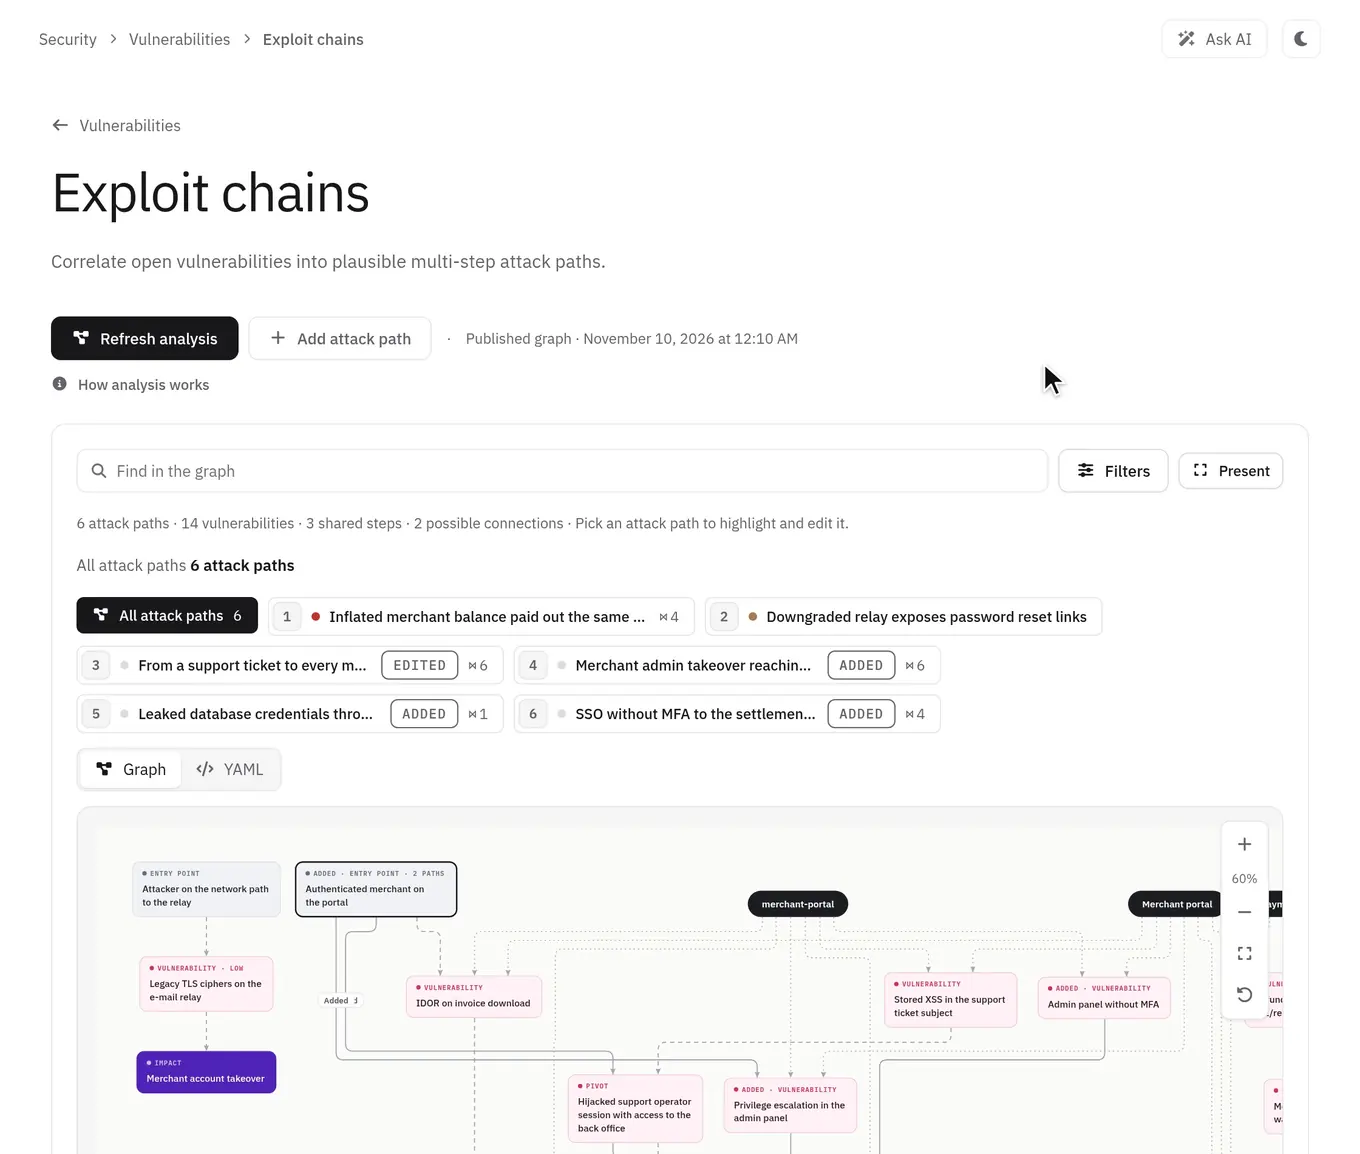 Security > Vulnerabilities > Exploit chains
Ask AI
Vulnerabilities
Exploit chains
Correlate open vulnerabilities into plausible multi-step attack paths.
Refresh analysis
Add attack path
· Published graph · November 10, 2026 at 12:10 AM
How analysis works
Find in the graph
Filters
Present
6 attack paths · 14 vulnerabilities · 3 shared steps · 2 possible connections · Pick an attack path to highlight and edit it.
All attack paths 6 attack paths
All attack paths 6
1 Inflated merchant balance paid out the same ... ⋈4
2 Downgraded relay exposes password reset links
3 From a support ticket to every m... EDITED ⋈6
4 Merchant admin takeover reachin... ADDED ⋈6
5 Leaked database credentials thro... ADDED ⋈1
6 SSO without MFA to the settlemen... ADDED ⋈4
Graph
YAML
60%
ENTRY POINT
Attacker on the network path
to the relay
ADDED · ENTRY POINT · 2 PATHS
Authenticated merchant on
the portal
merchant-portal
Merchant portal
VULNERABILITY · LOW
Legacy TLS ciphers on the
e-mail relay
Added
VULNERABILITY
IDOR on invoice download
VULNERABILITY
Stored XSS in the support
ticket subject
ADDED · VULNERABILITY
Admin panel without MFA
IMPACT
Merchant account takeover
PIVOT
Hijacked support operator
session with access to the
back office
ADDED · VULNERABILITY
Privilege escalation in the
admin panel